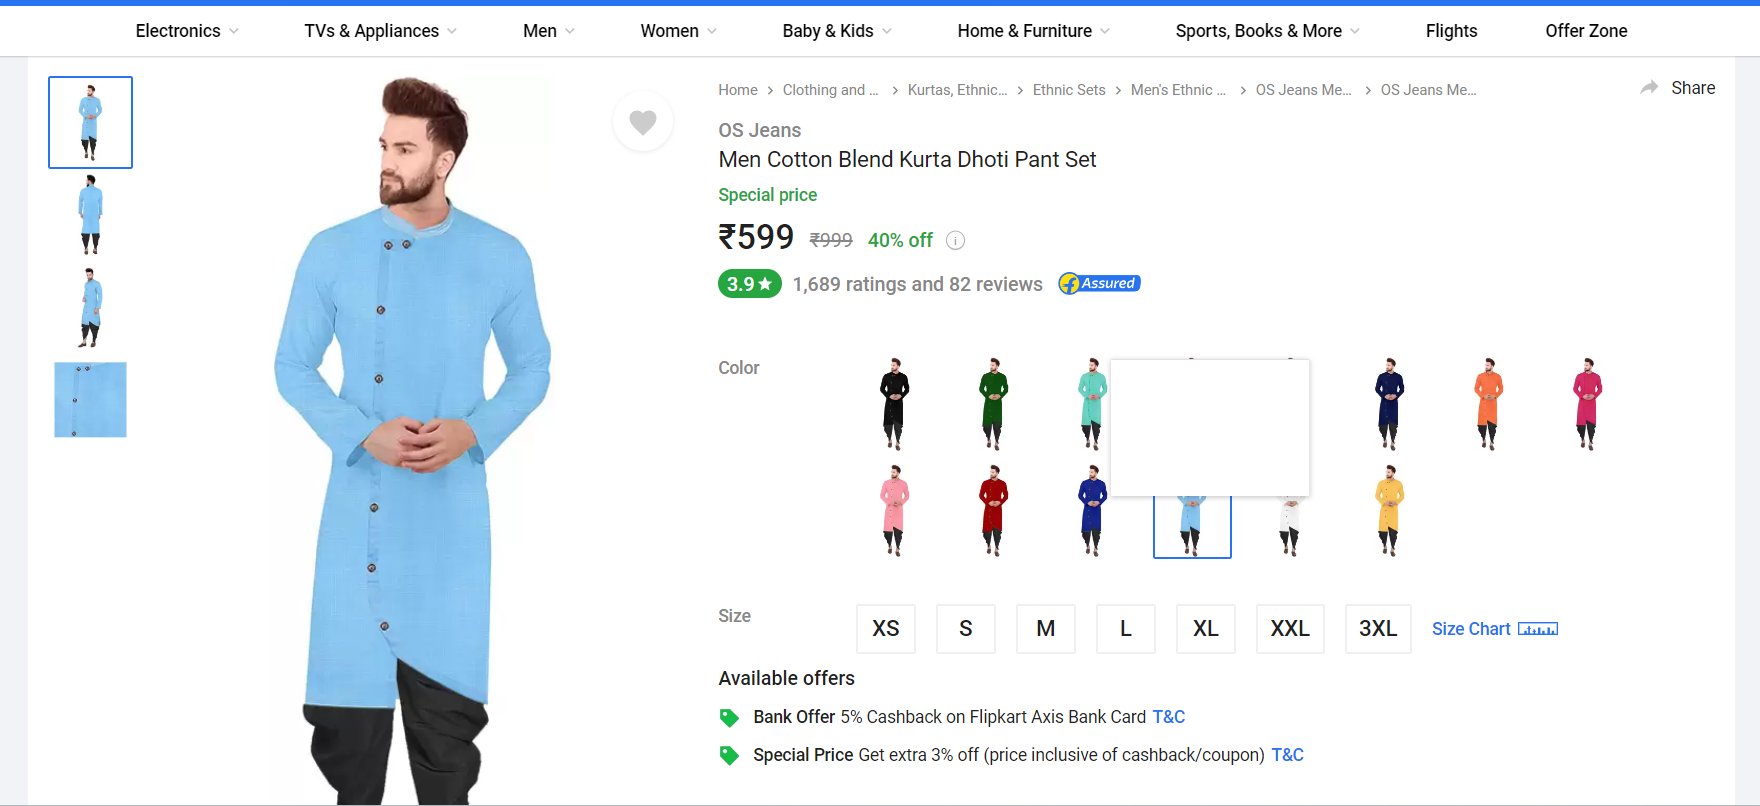 Electronics TVs & Appliances Men Women Baby & Kids Home & Furniture Sports, Books & More Flights Offer Zone
Home Clothing and ... Kurtas, Ethnic... Ethnic Sets Men's Ethnic ... OS Jeans Me... OS Jeans Me... Share
OS Jeans
Men Cotton Blend Kurta Dhoti Pant Set
Special price
₹599 ₹999 40% off i
3.9★ 1,689 ratings and 82 reviews f Assured
Color
Size XS S M L XL XXL 3XL Size Chart
Available offers
Bank Offer 5% Cashback on Flipkart Axis Bank Card T&C
Special Price Get extra 3% off (price inclusive of cashback/coupon) T&C